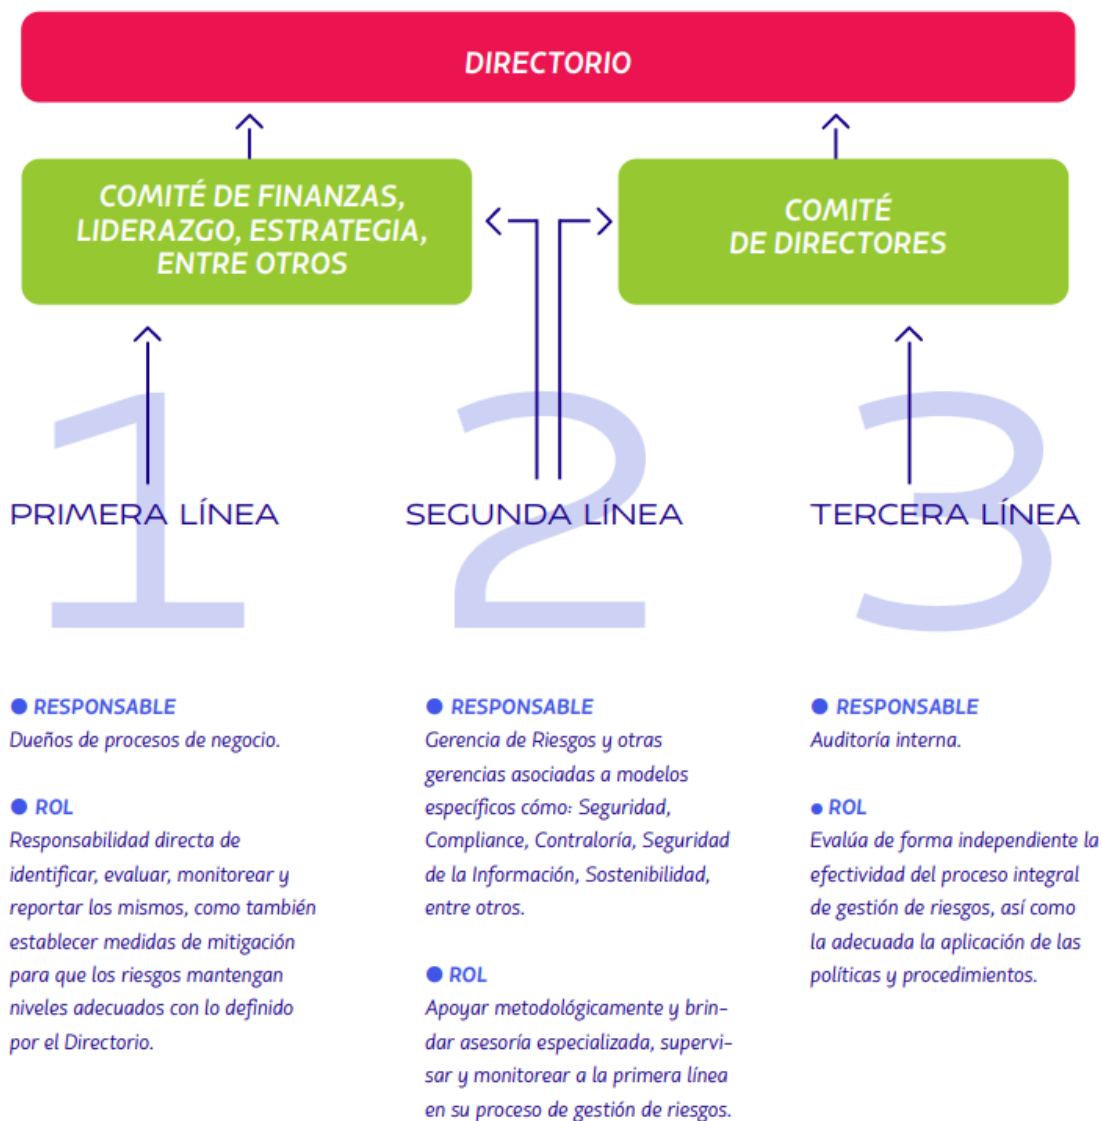 DIRECTORIO
COMITÉ DE FINANZAS,
LIDERAZGO, ESTRATEGIA,
ENTRE OTROS
COMITÉ
DE DIRECTORES
1
PRIMERA LÍNEA
2
SEGUNDA LÍNEA
3
TERCERA LÍNEA
● RESPONSABLE
Dueños de procesos de negocio.
● ROL
Responsabilidad directa de
identificar, evaluar, monitorear y
reportar los mismos, como también
establecer medidas de mitigación
para que los riesgos mantengan
niveles adecuados con lo definido
por el Directorio.
● RESPONSABLE
Gerencia de Riesgos y otras
gerencias asociadas a modelos
específicos cómo: Seguridad,
Compliance, Contraloría, Seguridad
de la Información, Sostenibilidad,
entre otros.
● ROL
Apoyar metodológicamente y brin-
dar asesoría especializada, supervi-
sar y monitorear a la primera línea
en su proceso de gestión de riesgos.
● RESPONSABLE
Auditoría interna.
● ROL
Evalúa de forma independiente la
efectividad del proceso integral
de gestión de riesgos, así como
la adecuada la aplicación de las
políticas y procedimientos.